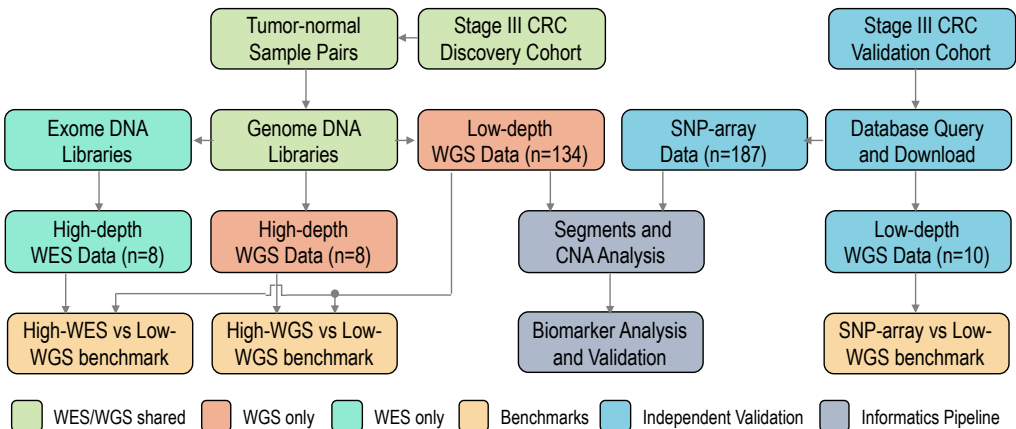 Tumor-normal
Sample Pairs
Stage III CRC
Discovery Cohort
Stage III CRC
Validation Cohort
Exome DNA
Libraries
Genome DNA
Libraries
Low-depth
WGS Data (n=134)
SNP-array
Data (n=187)
Database Query
and Download
High-depth
WES Data (n=8)
High-depth
WGS Data (n=8)
Segments and
CNA Analysis
Low-depth
WGS Data (n=10)
High-WES vs Low-
WGS benchmark
High-WGS vs Low-
WGS benchmark
Biomarker Analysis
and Validation
SNP-array vs Low-
WGS benchmark
WES/WGS shared
WGS only
WES only
Benchmarks
Independent Validation
Informatics Pipeline